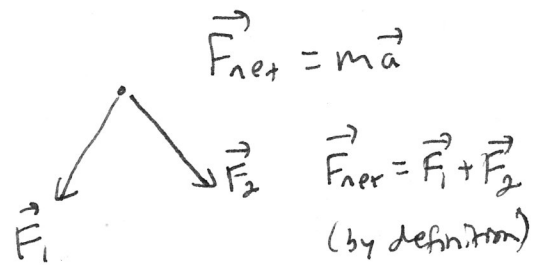 F⃗net = ma⃗
F⃗1
F⃗2
F⃗net = F⃗1 + F⃗2
(by definition)